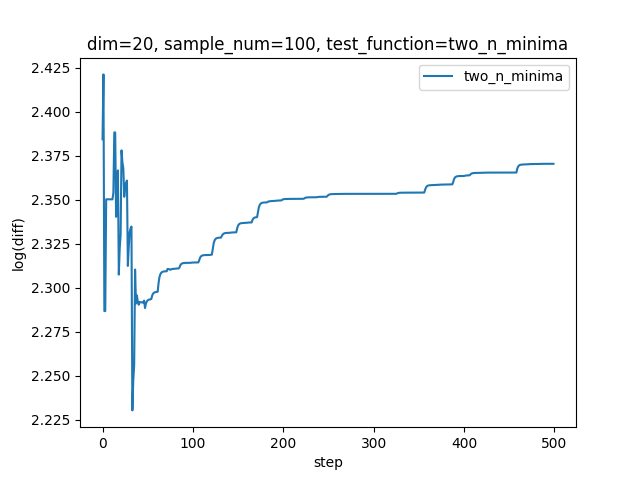 dim=20, sample_num=100, test_function=two_n_minima
two_n_minima
2.425
2.400
2.375
2.350
2.325
2.300
2.275
2.250
2.225
log(diff)
0 100 200 300 400 500
step